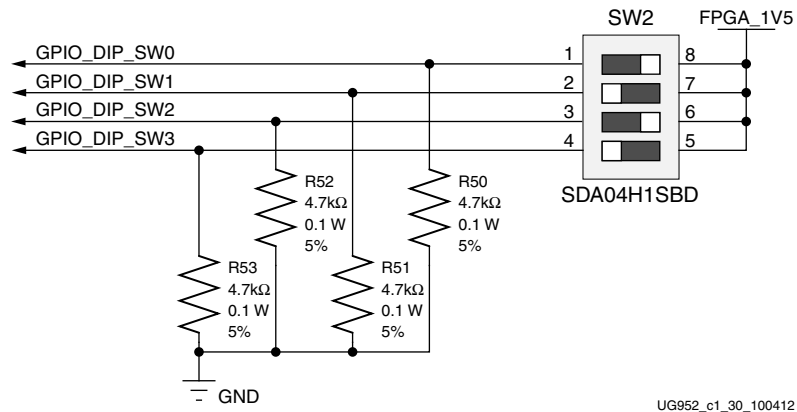 SW2
FPGA_1V5
GPIO_DIP_SW0
1
8
GPIO_DIP_SW1
2
7
GPIO_DIP_SW2
3
6
GPIO_DIP_SW3
4
5
SDA04H1SBD
R52
4.7kΩ
0.1 W
5%
R50
4.7kΩ
0.1 W
5%
R53
4.7kΩ
0.1 W
5%
R51
4.7kΩ
0.1 W
5%
GND
UG952_c1_30_100412